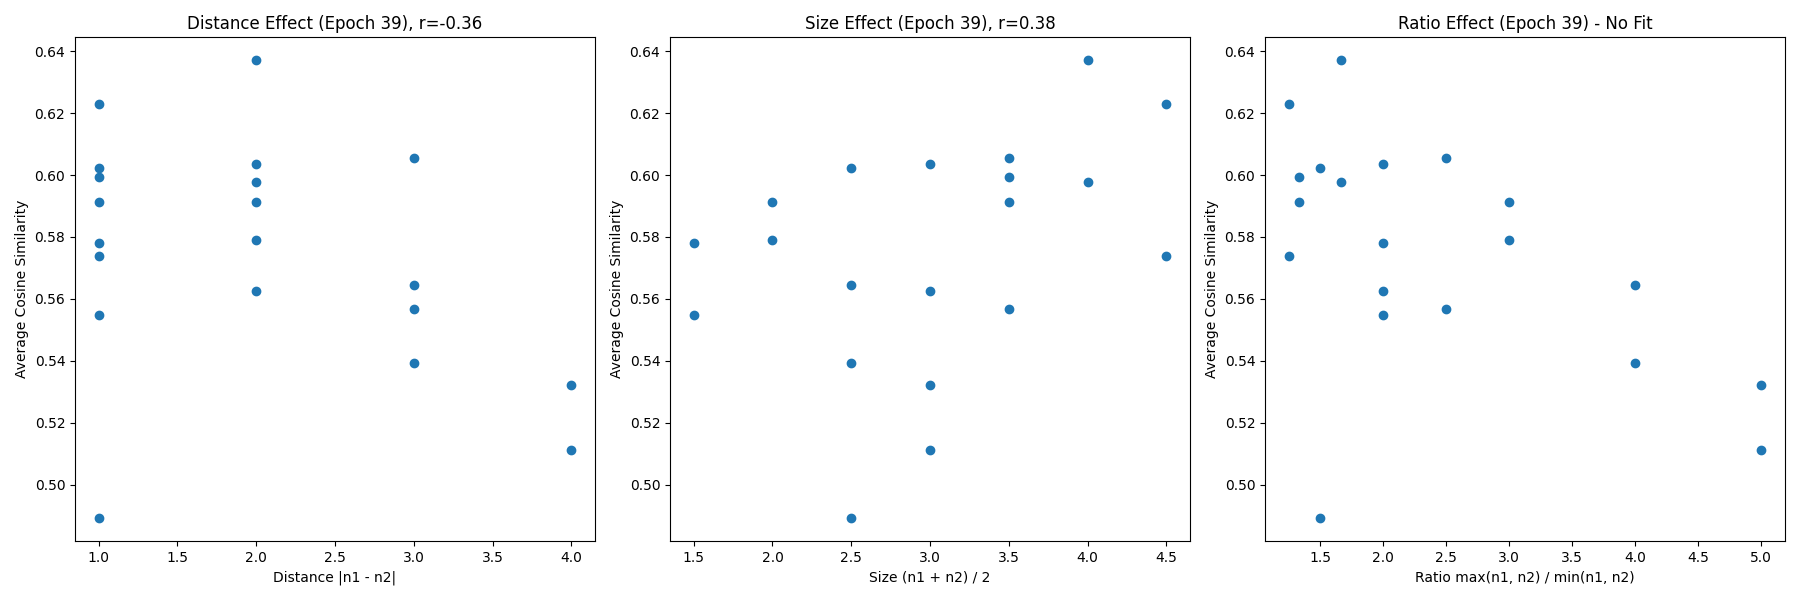 Distance Effect (Epoch 39), r=-0.36
Average Cosine Similarity
0.64
0.62
0.60
0.58
0.56
0.54
0.52
0.50
1.0 1.5 2.0 2.5 3.0 3.5 4.0
Distance |n1 - n2|
Size Effect (Epoch 39), r=0.38
Average Cosine Similarity
0.64
0.62
0.60
0.58
0.56
0.54
0.52
0.50
1.5 2.0 2.5 3.0 3.5 4.0 4.5
Size (n1 + n2) / 2
Ratio Effect (Epoch 39) - No Fit
Average Cosine Similarity
0.64
0.62
0.60
0.58
0.56
0.54
0.52
0.50
1.5 2.0 2.5 3.0 3.5 4.0 4.5 5.0
Ratio max(n1, n2) / min(n1, n2)